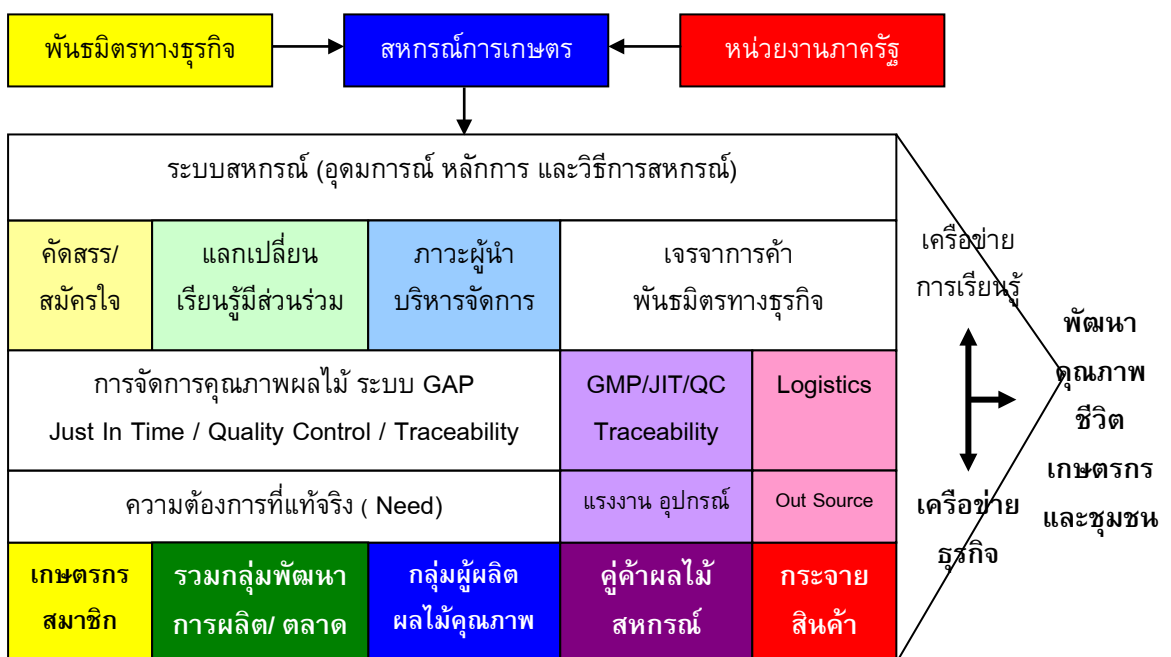 พันธมิตรทางธุรกิจ
สหกรณ์การเกษตร
หน่วยงานภาครัฐ
ระบบสหกรณ์ (อุดมการณ์ หลักการ และวิธีการสหกรณ์)
คัดสรร/
สมัครใจ
แลกเปลี่ยน
เรียนรู้มีส่วนร่วม
ภาวะผู้นำ
บริหารจัดการ
เจรจาการค้า
พันธมิตรทางธุรกิจ
การจัดการคุณภาพผลไม้ ระบบ GAP
Just In Time / Quality Control / Traceability
GMP/JIT/QC
Traceability
Logistics
ความต้องการที่แท้จริง ( Need)
แรงงาน อุปกรณ์
Out Source
เกษตรกร
สมาชิก
รวมกลุ่มพัฒนา
การผลิต/ ตลาด
กลุ่มผู้ผลิต
ผลไม้คุณภาพ
คู่ค้าผลไม้
สหกรณ์
กระจาย
สินค้า
เครือข่าย
การเรียนรู้
เครือข่าย
ธุรกิจ
พัฒนา
คุณภาพ
ชีวิต
เกษตรกร
และชุมชน